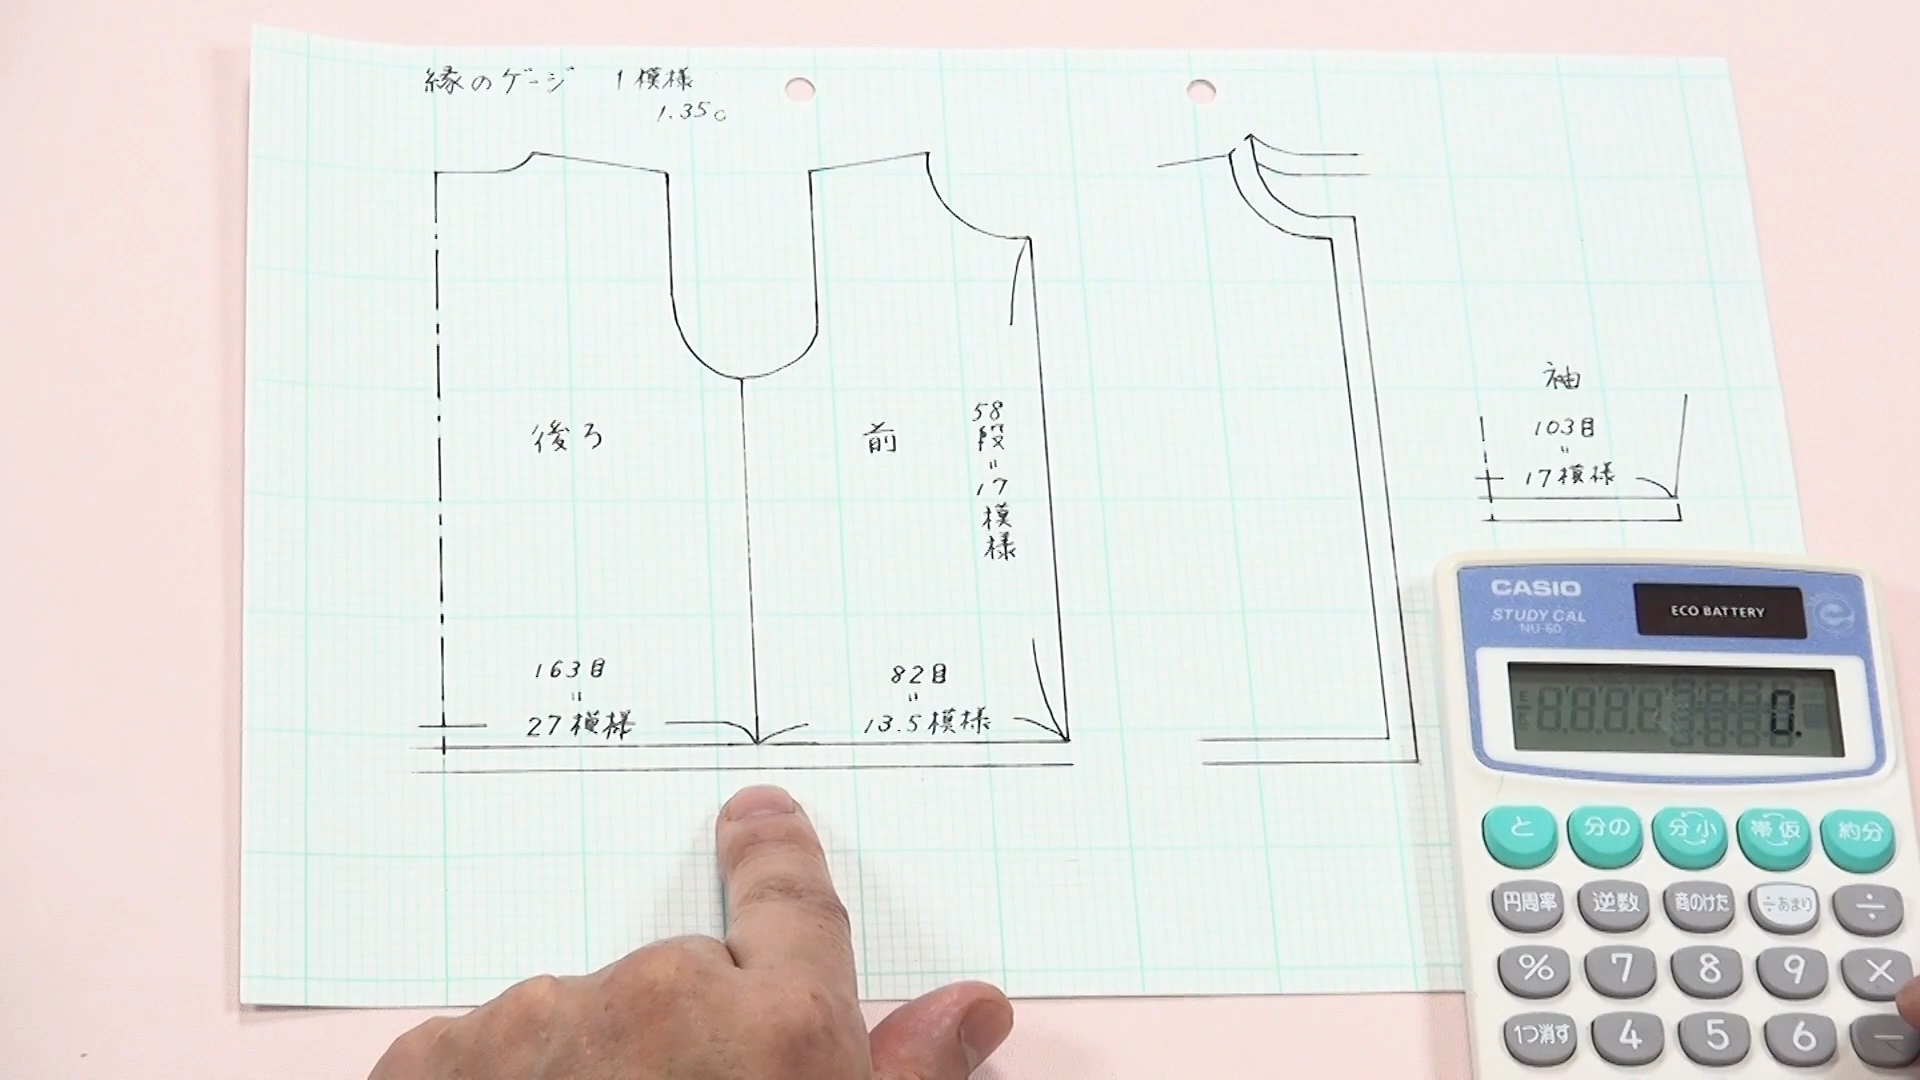 縁のゲージ 1模様
1.35c
後ろ
前
58段
〃
17模様
163目
〃
27模様
82目
〃
13.5模様
袖
103目
〃
17模様
CASIO
STUDY CAL
NU-60
ECO BATTERY
0.
と 分の 分⇄小 帯⇄仮 約分
円周率 逆数 商のけた ÷あまり ÷
% 7 8 9 ×
1つ消す 4 5 6 −